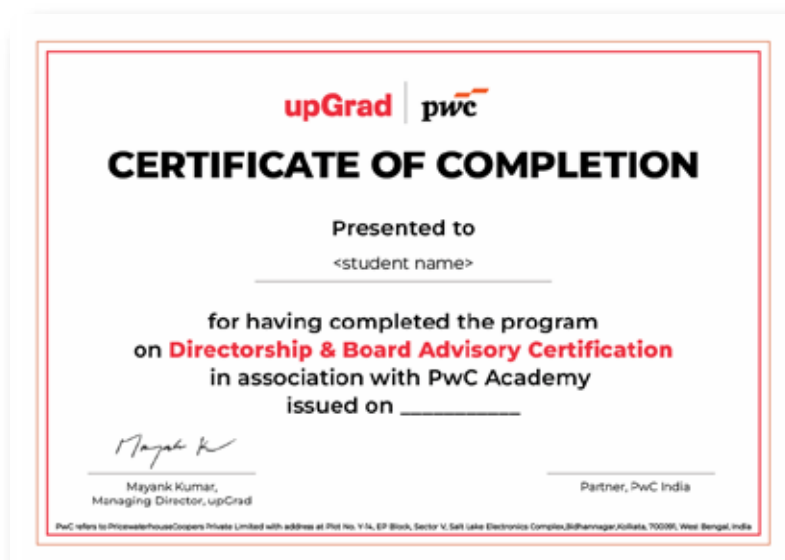 upGrad pwc
CERTIFICATE OF COMPLETION
Presented to
<student name>
for having completed the program
on Directorship & Board Advisory Certification
in association with PwC Academy
issued on ___________
Mayank K
Mayank Kumar,
Managing Director, upGrad
Partner, PwC India
PwC refers to PricewaterhouseCoopers Private Limited with address at Plot No. Y-14, EP Block, Sector V, Salt Lake Electronics Complex,Bidhannagar,Kolkata, 700091, West Bengal, India